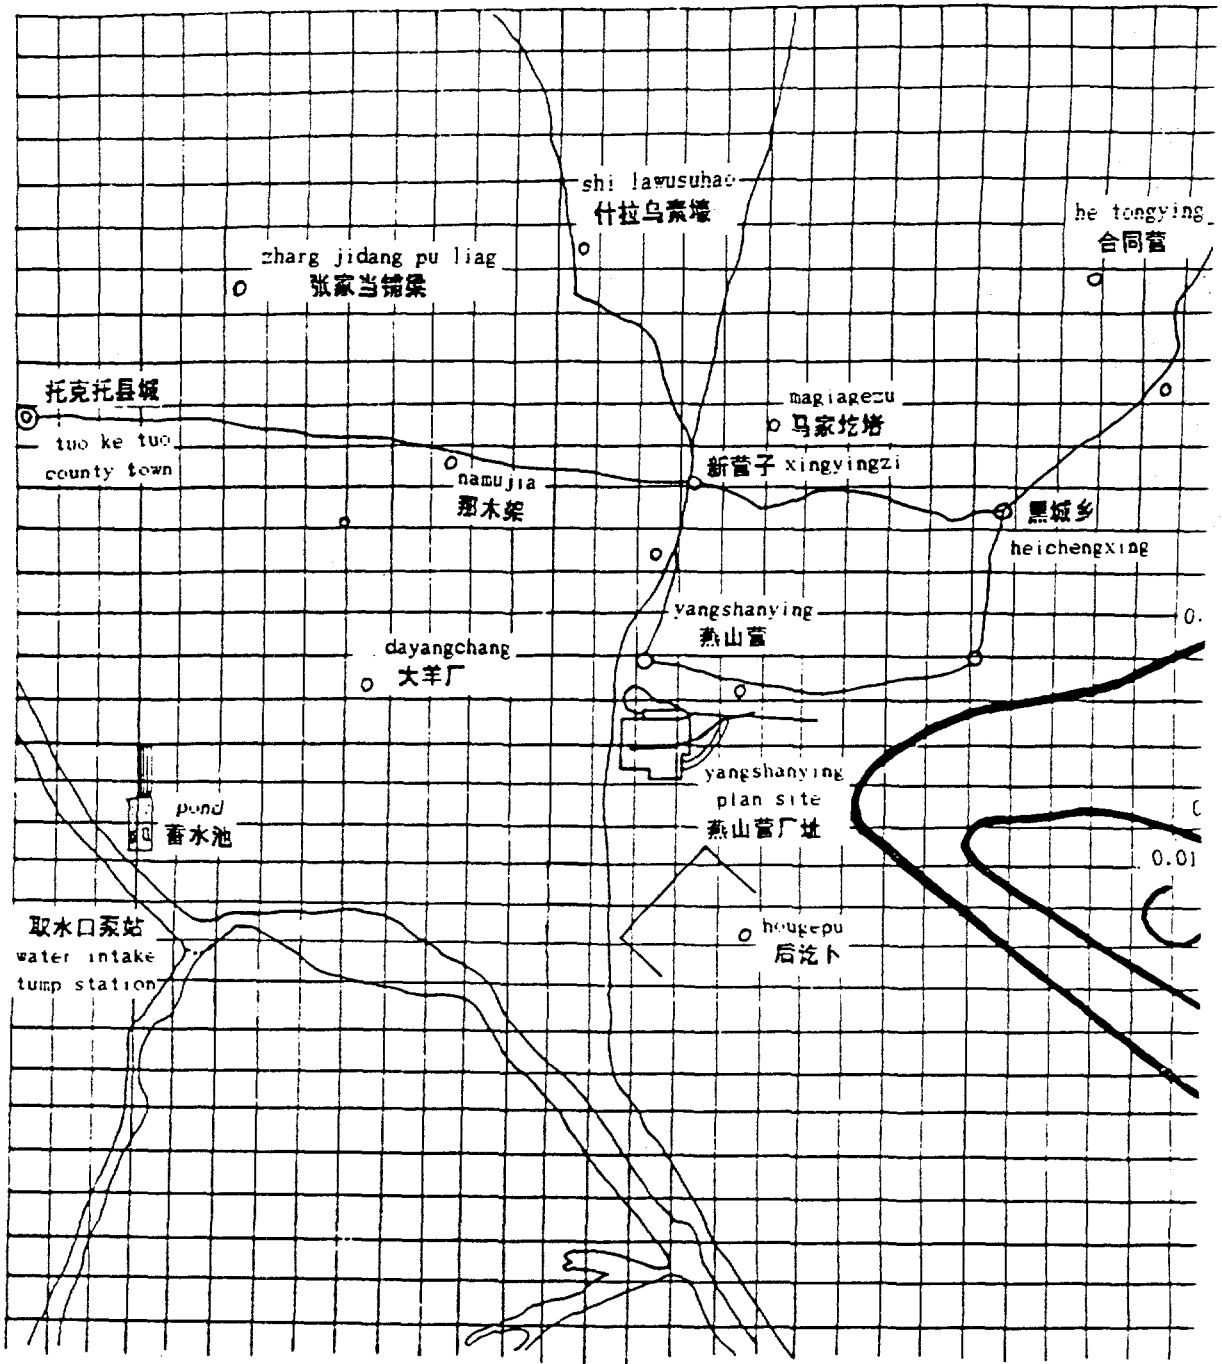 shi lawusuhao
什拉乌素壕
he tongying
合同营
zharg jidang pu liag
张家当铺梁
托克托县城
tuo ke tuo
county town
magiagezu
马家圪堵
新营子 xingyingzi
namujia
那木架
黑城乡
heichengxing
yangshanying
燕山营
0.
dayangchang
大羊厂
yangshanying
plan site
燕山营厂址
pond
蓄水池
0.01
取水口泵站
water intake
tump station
hougepu
后讫卜